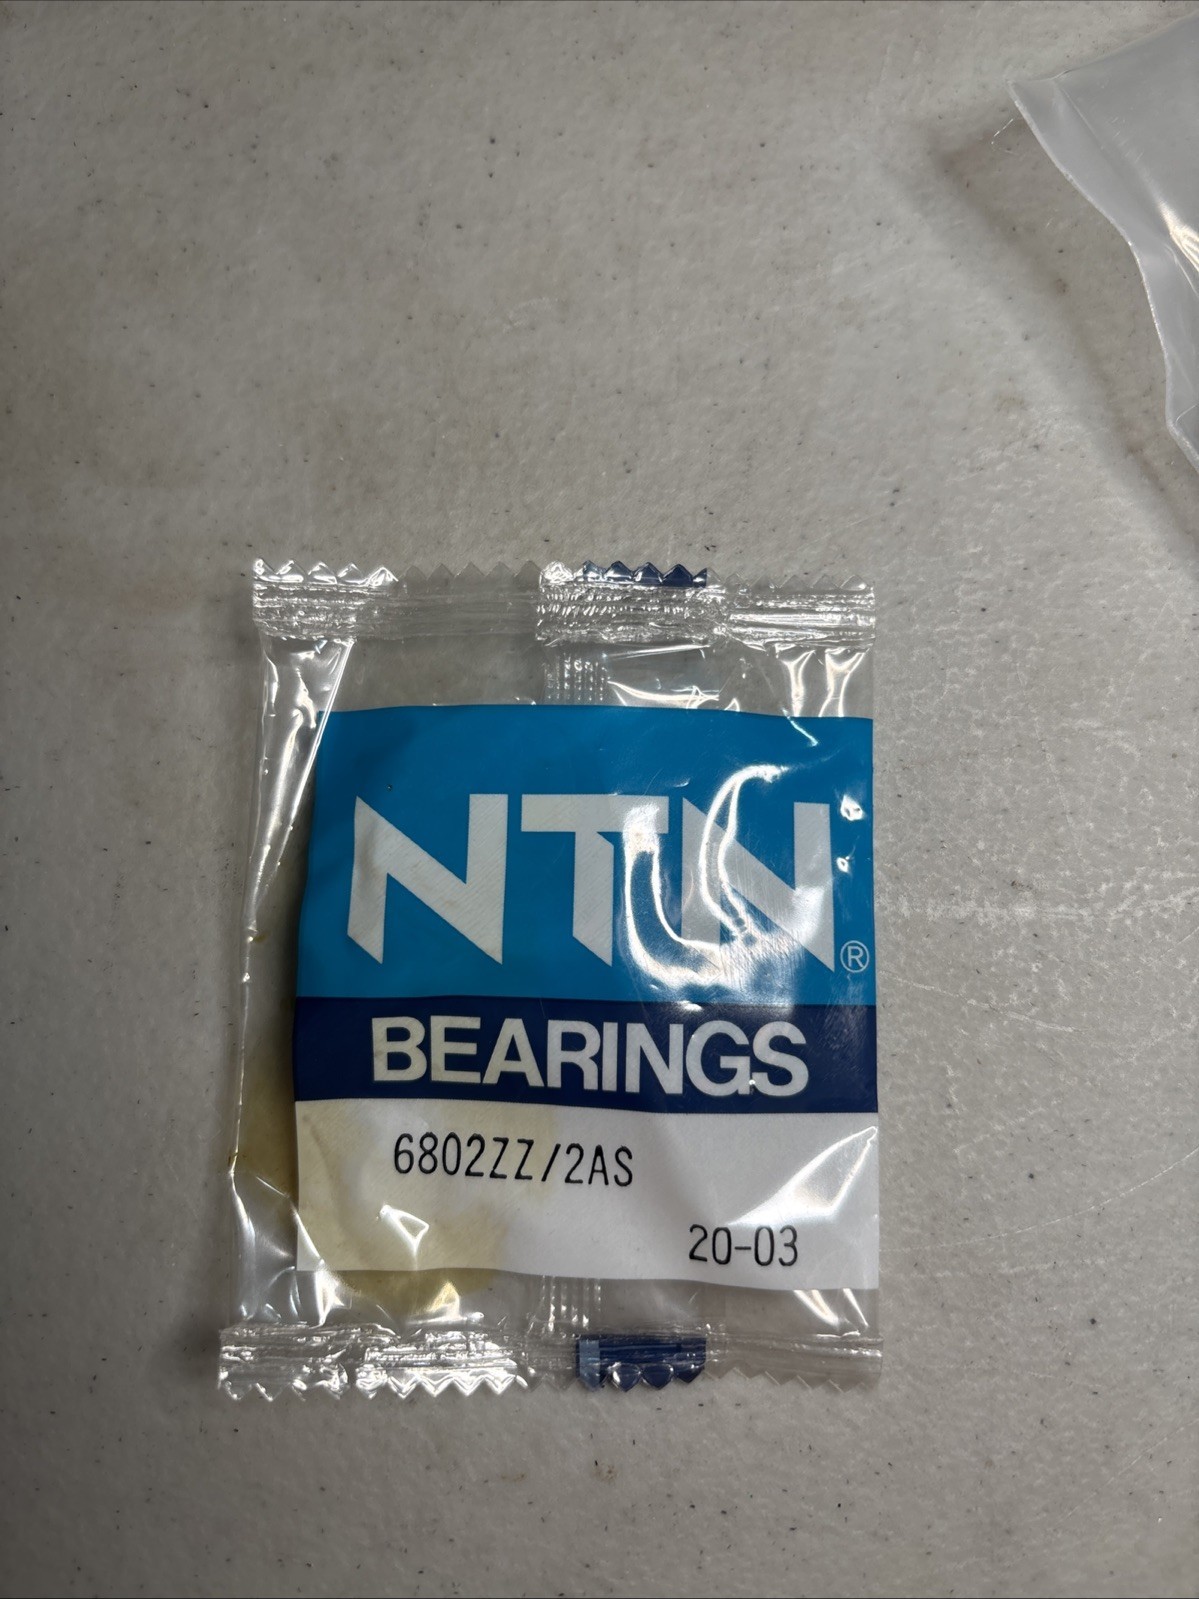 NTN®
BEARINGS
6802ZZ/2AS
20-03